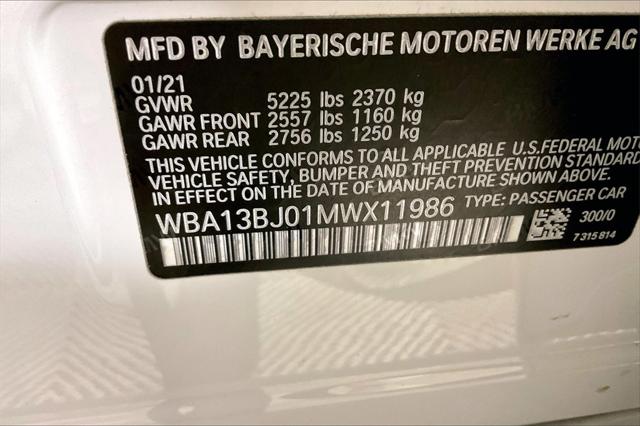 MFD BY BAYERISCHE MOTOREN WERKE AG
01/21
GVWR 5225 lbs 2370 kg
GAWR FRONT 2557 lbs 1160 kg
GAWR REAR 2756 lbs 1250 kg
THIS VEHICLE CONFORMS TO ALL APPLICABLE U.S.FEDERAL MOTO
VEHICLE SAFETY, BUMPER AND THEFT PREVENTION STANDARD
IN EFFECT ON THE DATE OF MANUFACTURE SHOWN ABOVE.
WBA13BJ01MWX11986 TYPE: PASSENGER CAR
300/0
7315814